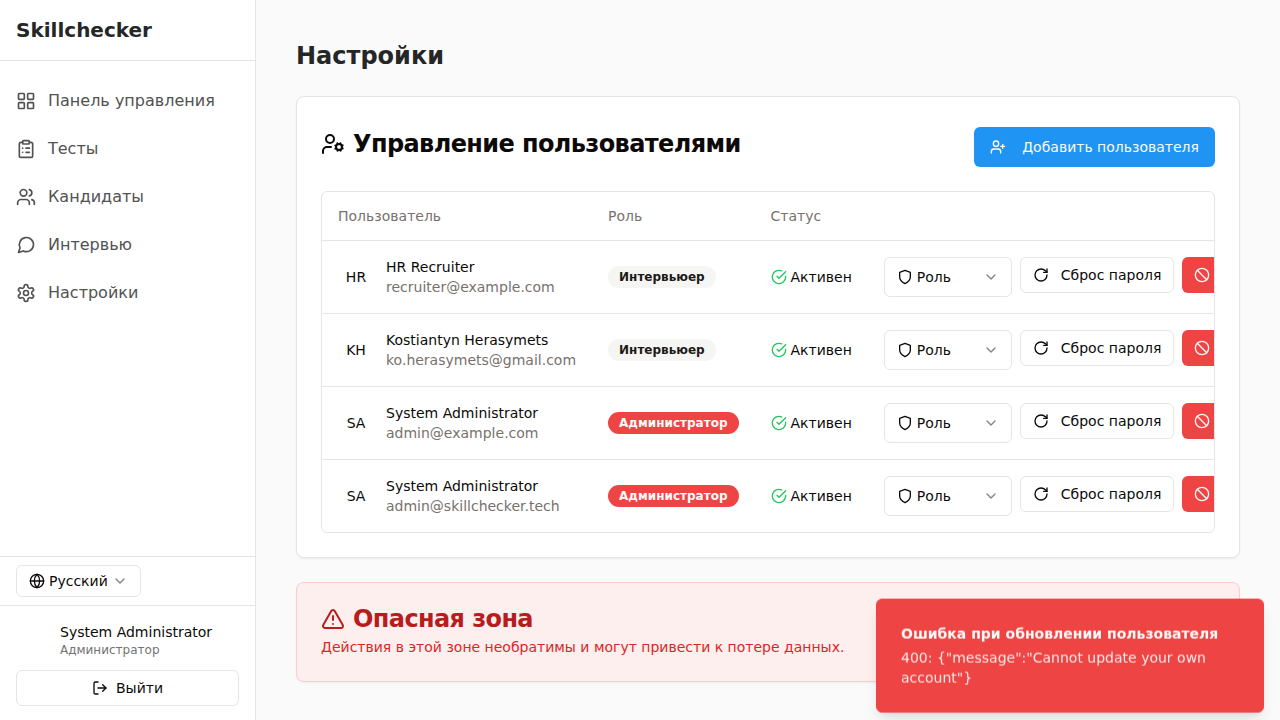 Skillchecker
Панель управления
Тесты
Кандидаты
Интервью
Настройки
Русский
System Administrator
Администратор
Выйти
Настройки
Управление пользователями
Добавить пользователя
Пользователь Роль Статус
HR HR Recruiter recruiter@example.com Интервьюер Активен Роль Сброс пароля
KH Kostiantyn Herasymets ko.herasymets@gmail.com Интервьюер Активен Роль Сброс пароля
SA System Administrator admin@example.com Администратор Активен Роль Сброс пароля
SA System Administrator admin@skillchecker.tech Администратор Активен Роль Сброс пароля
Опасная зона
Действия в этой зоне необратимы и могут привести к потере данных.
Ошибка при обновлении пользователя
400: {"message":"Cannot update your own
account"}